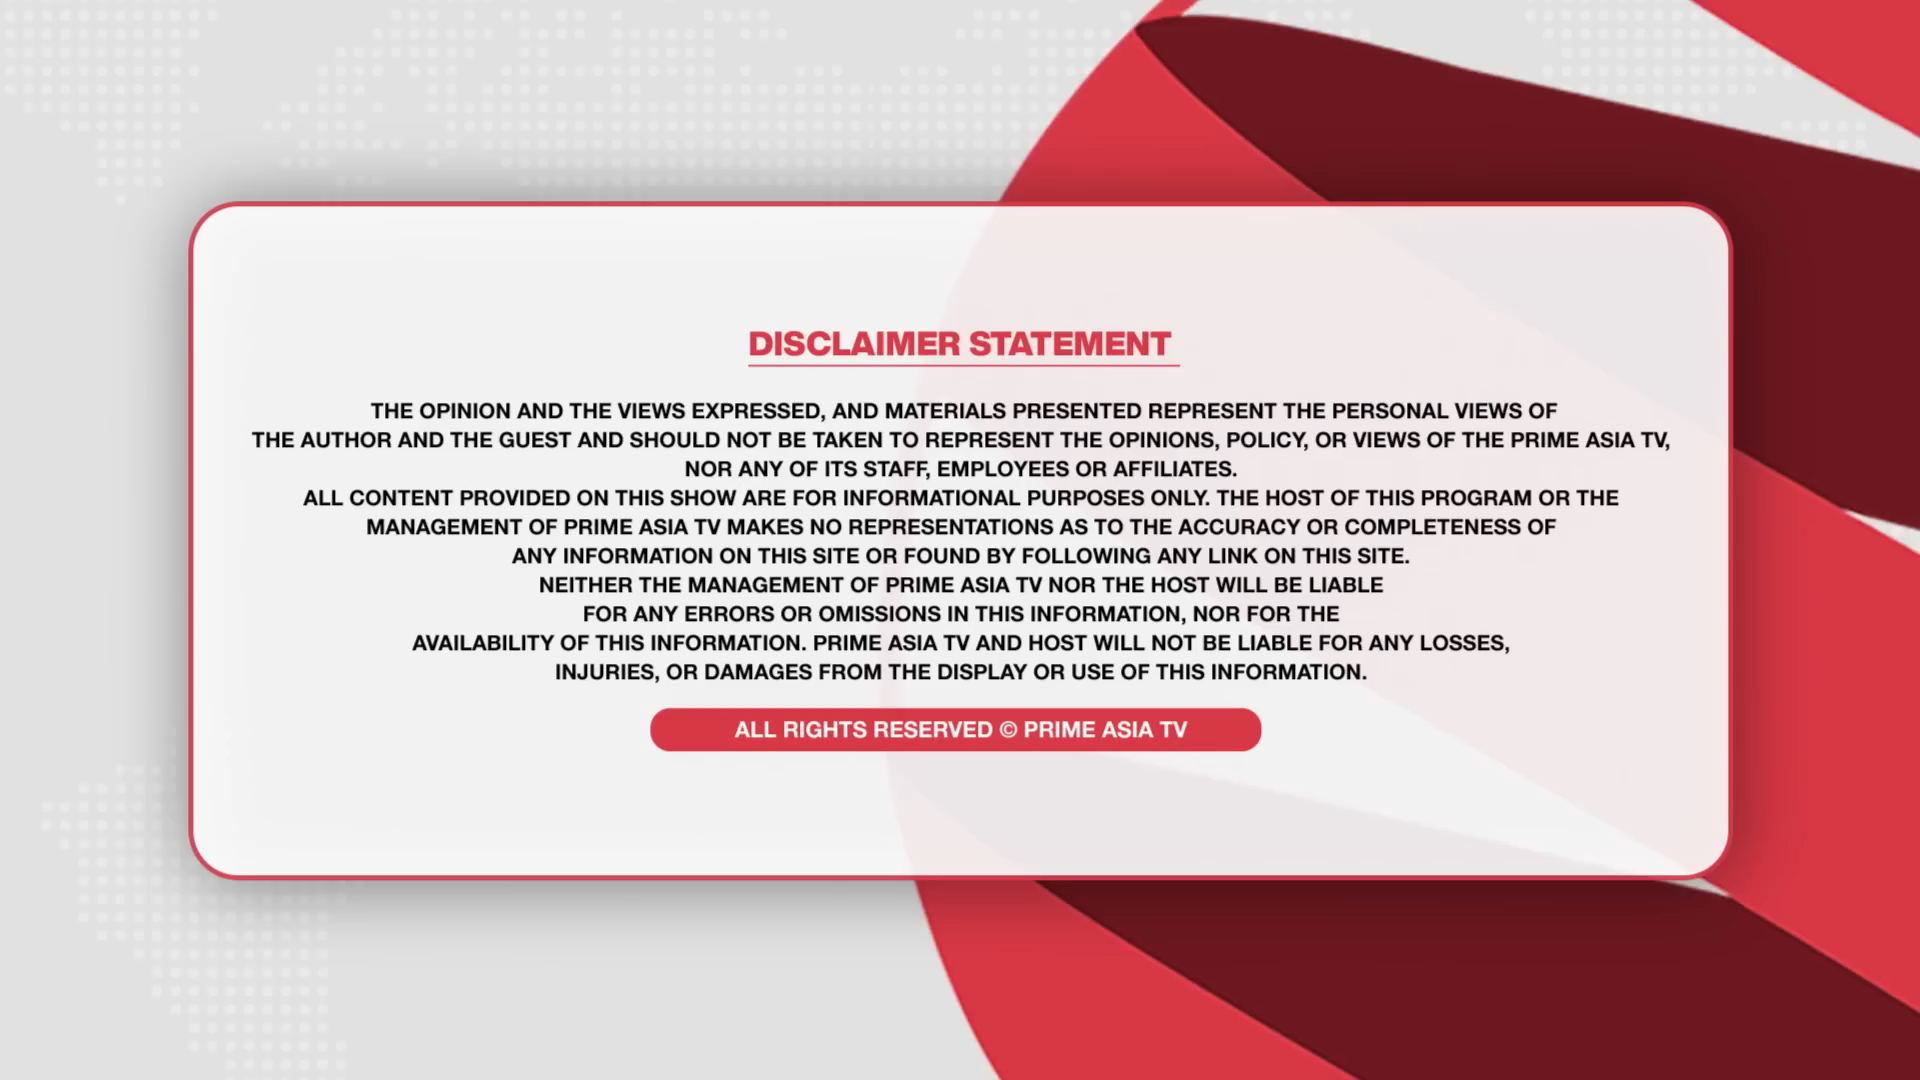 DISCLAIMER STATEMENT
THE OPINION AND THE VIEWS EXPRESSED, AND MATERIALS PRESENTED REPRESENT THE PERSONAL VIEWS OF
THE AUTHOR AND THE GUEST AND SHOULD NOT BE TAKEN TO REPRESENT THE OPINIONS, POLICY, OR VIEWS OF THE PRIME ASIA TV,
NOR ANY OF ITS STAFF, EMPLOYEES OR AFFILIATES.
ALL CONTENT PROVIDED ON THIS SHOW ARE FOR INFORMATIONAL PURPOSES ONLY. THE HOST OF THIS PROGRAM OR THE
MANAGEMENT OF PRIME ASIA TV MAKES NO REPRESENTATIONS AS TO THE ACCURACY OR COMPLETENESS OF
ANY INFORMATION ON THIS SITE OR FOUND BY FOLLOWING ANY LINK ON THIS SITE.
NEITHER THE MANAGEMENT OF PRIME ASIA TV NOR THE HOST WILL BE LIABLE
FOR ANY ERRORS OR OMISSIONS IN THIS INFORMATION, NOR FOR THE
AVAILABILITY OF THIS INFORMATION. PRIME ASIA TV AND HOST WILL NOT BE LIABLE FOR ANY LOSSES,
INJURIES, OR DAMAGES FROM THE DISPLAY OR USE OF THIS INFORMATION.
ALL RIGHTS RESERVED © PRIME ASIA TV